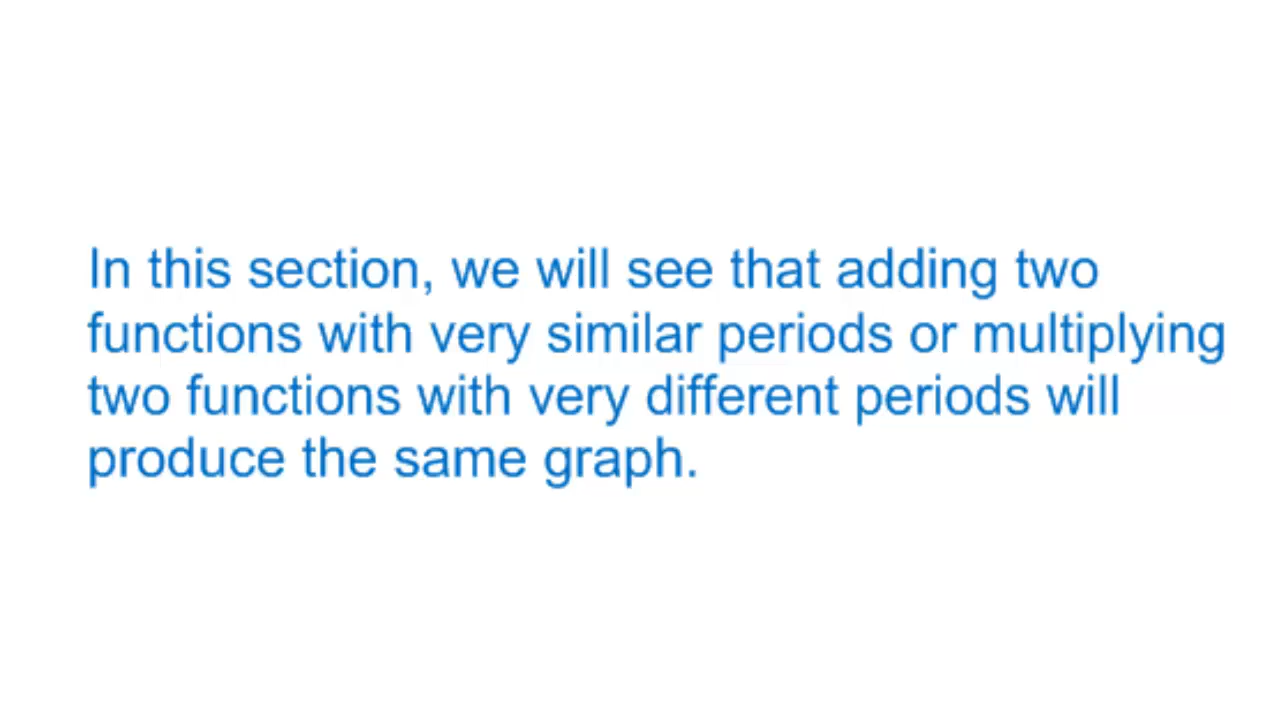 In this section, we will see that adding two
functions with very similar periods or multiplying
two functions with very different periods will
produce the same graph.